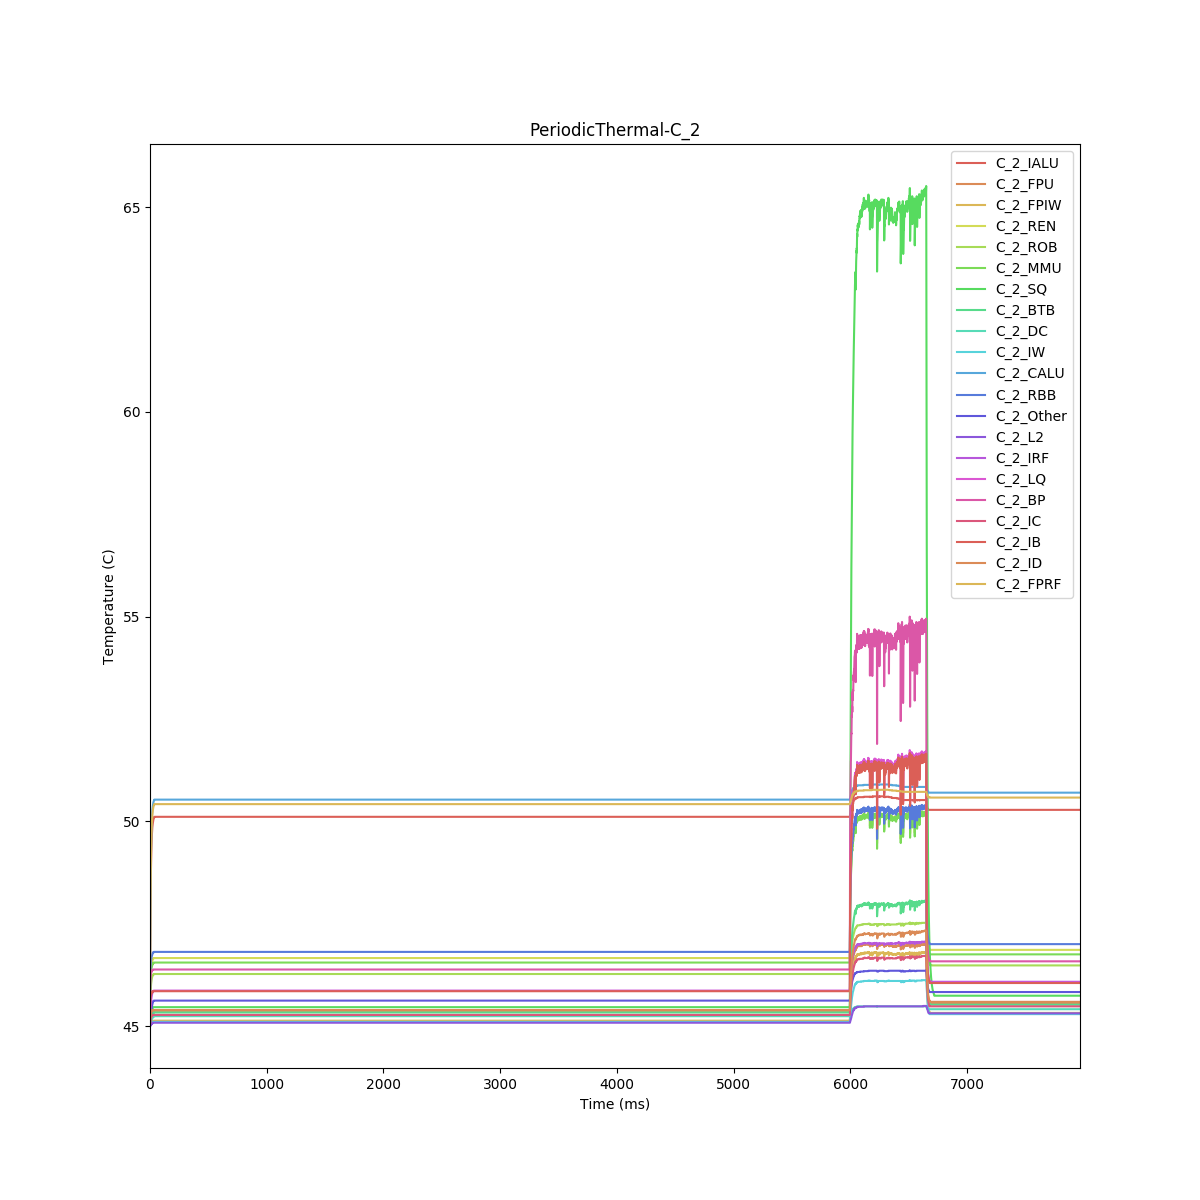 PeriodicThermal-C_2
C_2_IALU
C_2_FPU
C_2_FPIW
C_2_REN
C_2_ROB
C_2_MMU
C_2_SQ
C_2_BTB
C_2_DC
C_2_IW
C_2_CALU
C_2_RBB
C_2_Other
C_2_L2
C_2_IRF
C_2_LQ
C_2_BP
C_2_IC
C_2_IB
C_2_ID
C_2_FPRF
Temperature (C)
65
60
55
50
45
0 1000 2000 3000 4000 5000 6000 7000
Time (ms)